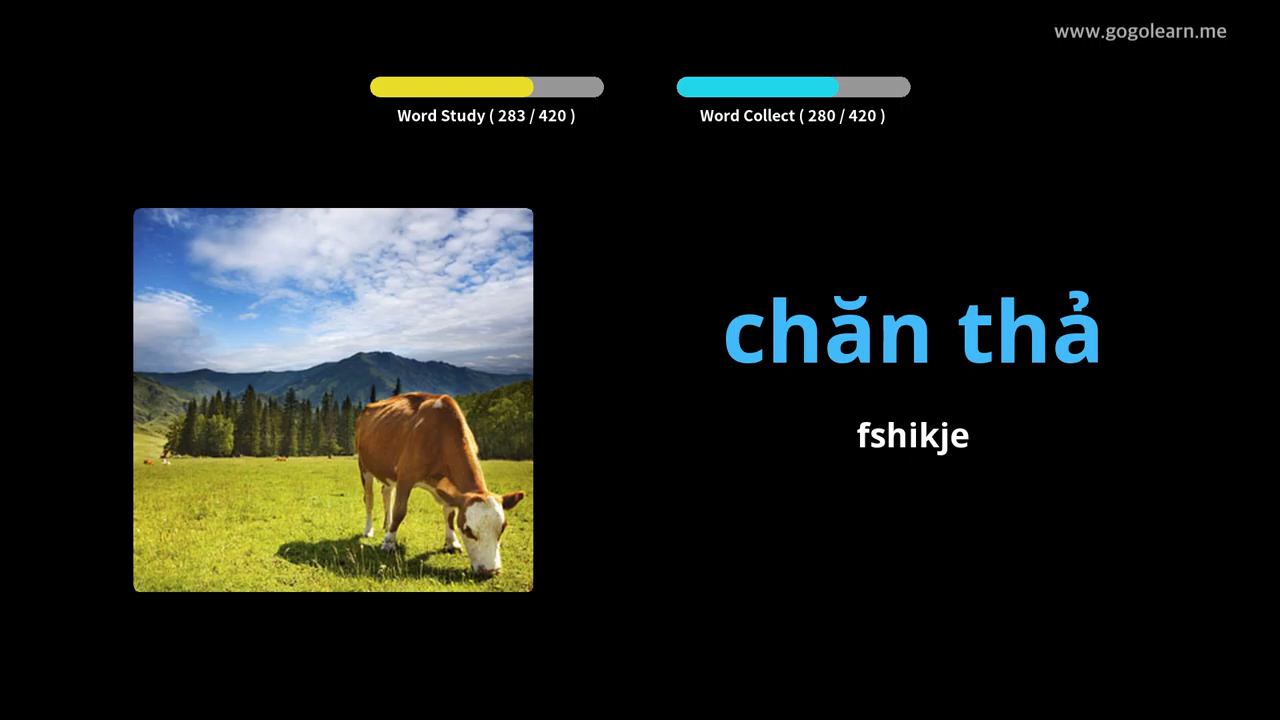 www.gogolearn.me
Word Study ( 283 / 420 )
Word Collect ( 280 / 420 )
chăn thả
fshikje